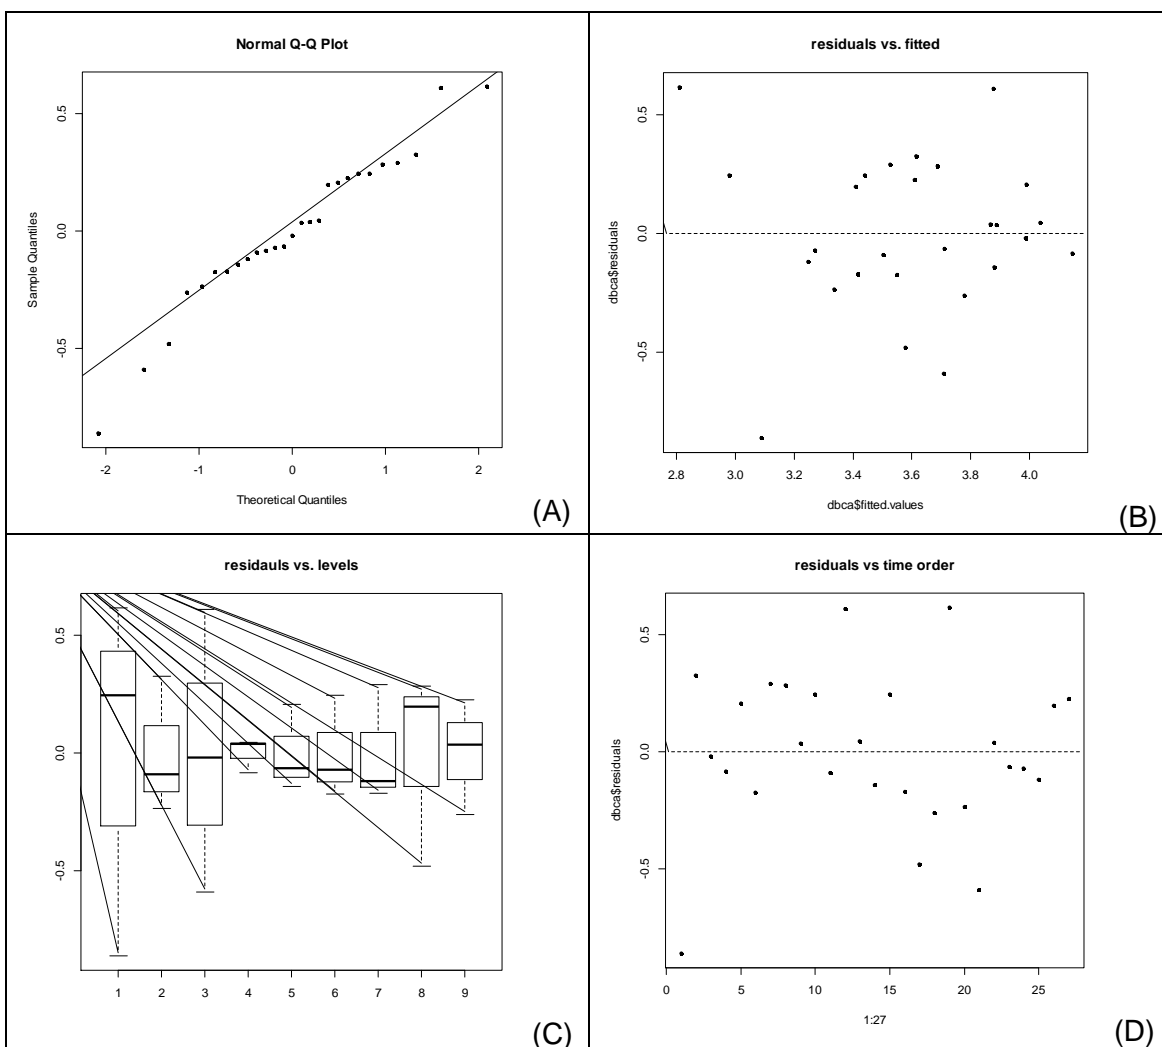 Normal Q-Q Plot
0.5
0.0
-0.5
Sample Quantiles
-2 -1 0 1 2
Theoretical Quantiles
(A)
residuals vs. fitted
0.5
0.0
-0.5
dbca$residuals
2.8 3.0 3.2 3.4 3.6 3.8 4.0
dbca$fitted.values
(B)
residauls vs. levels
0.5
0.0
-0.5
1 2 3 4 5 6 7 8 9
(C)
residuals vs time order
0.5
0.0
-0.5
dbca$residuals
0 5 10 15 20 25
1:27
(D)